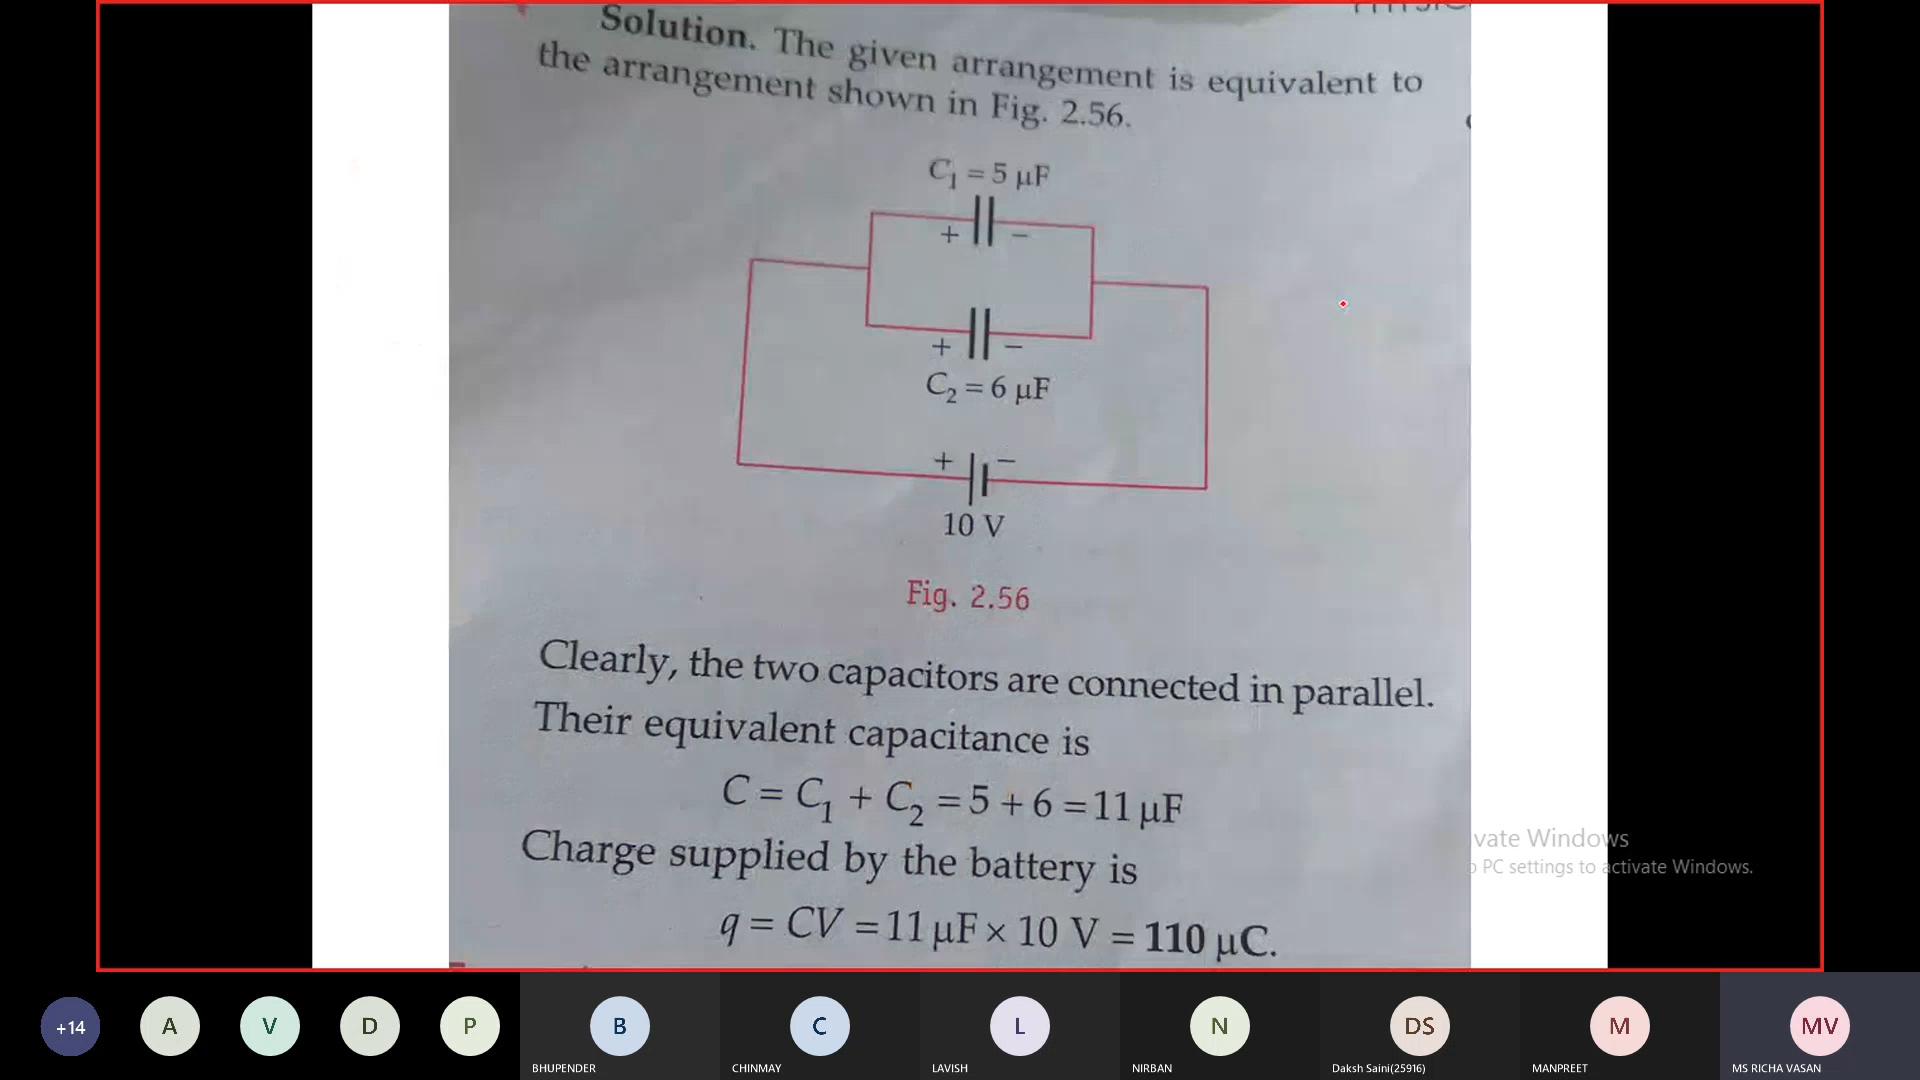 Solution. The given arrangement is equivalent to
the arrangement shown in Fig. 2.56.
C₁ = 5 μF
+ −
+ −
C₂ = 6 μF
+ −
10 V
Fig. 2.56
Clearly, the two capacitors are connected in parallel.
Their equivalent capacitance is
C = C₁ + C₂ = 5 + 6 = 11 μF
Charge supplied by the battery is
q = CV = 11 μF × 10 V = 110 μC.
vate Windows
PC settings to activate Windows.
+14
A
V
D
P
B
BHUPENDER
C
CHINMAY
L
LAVISH
N
NIRBAN
DS
Daksh Saini(25916)
M
MANPREET
MV
MS RICHA VASAN